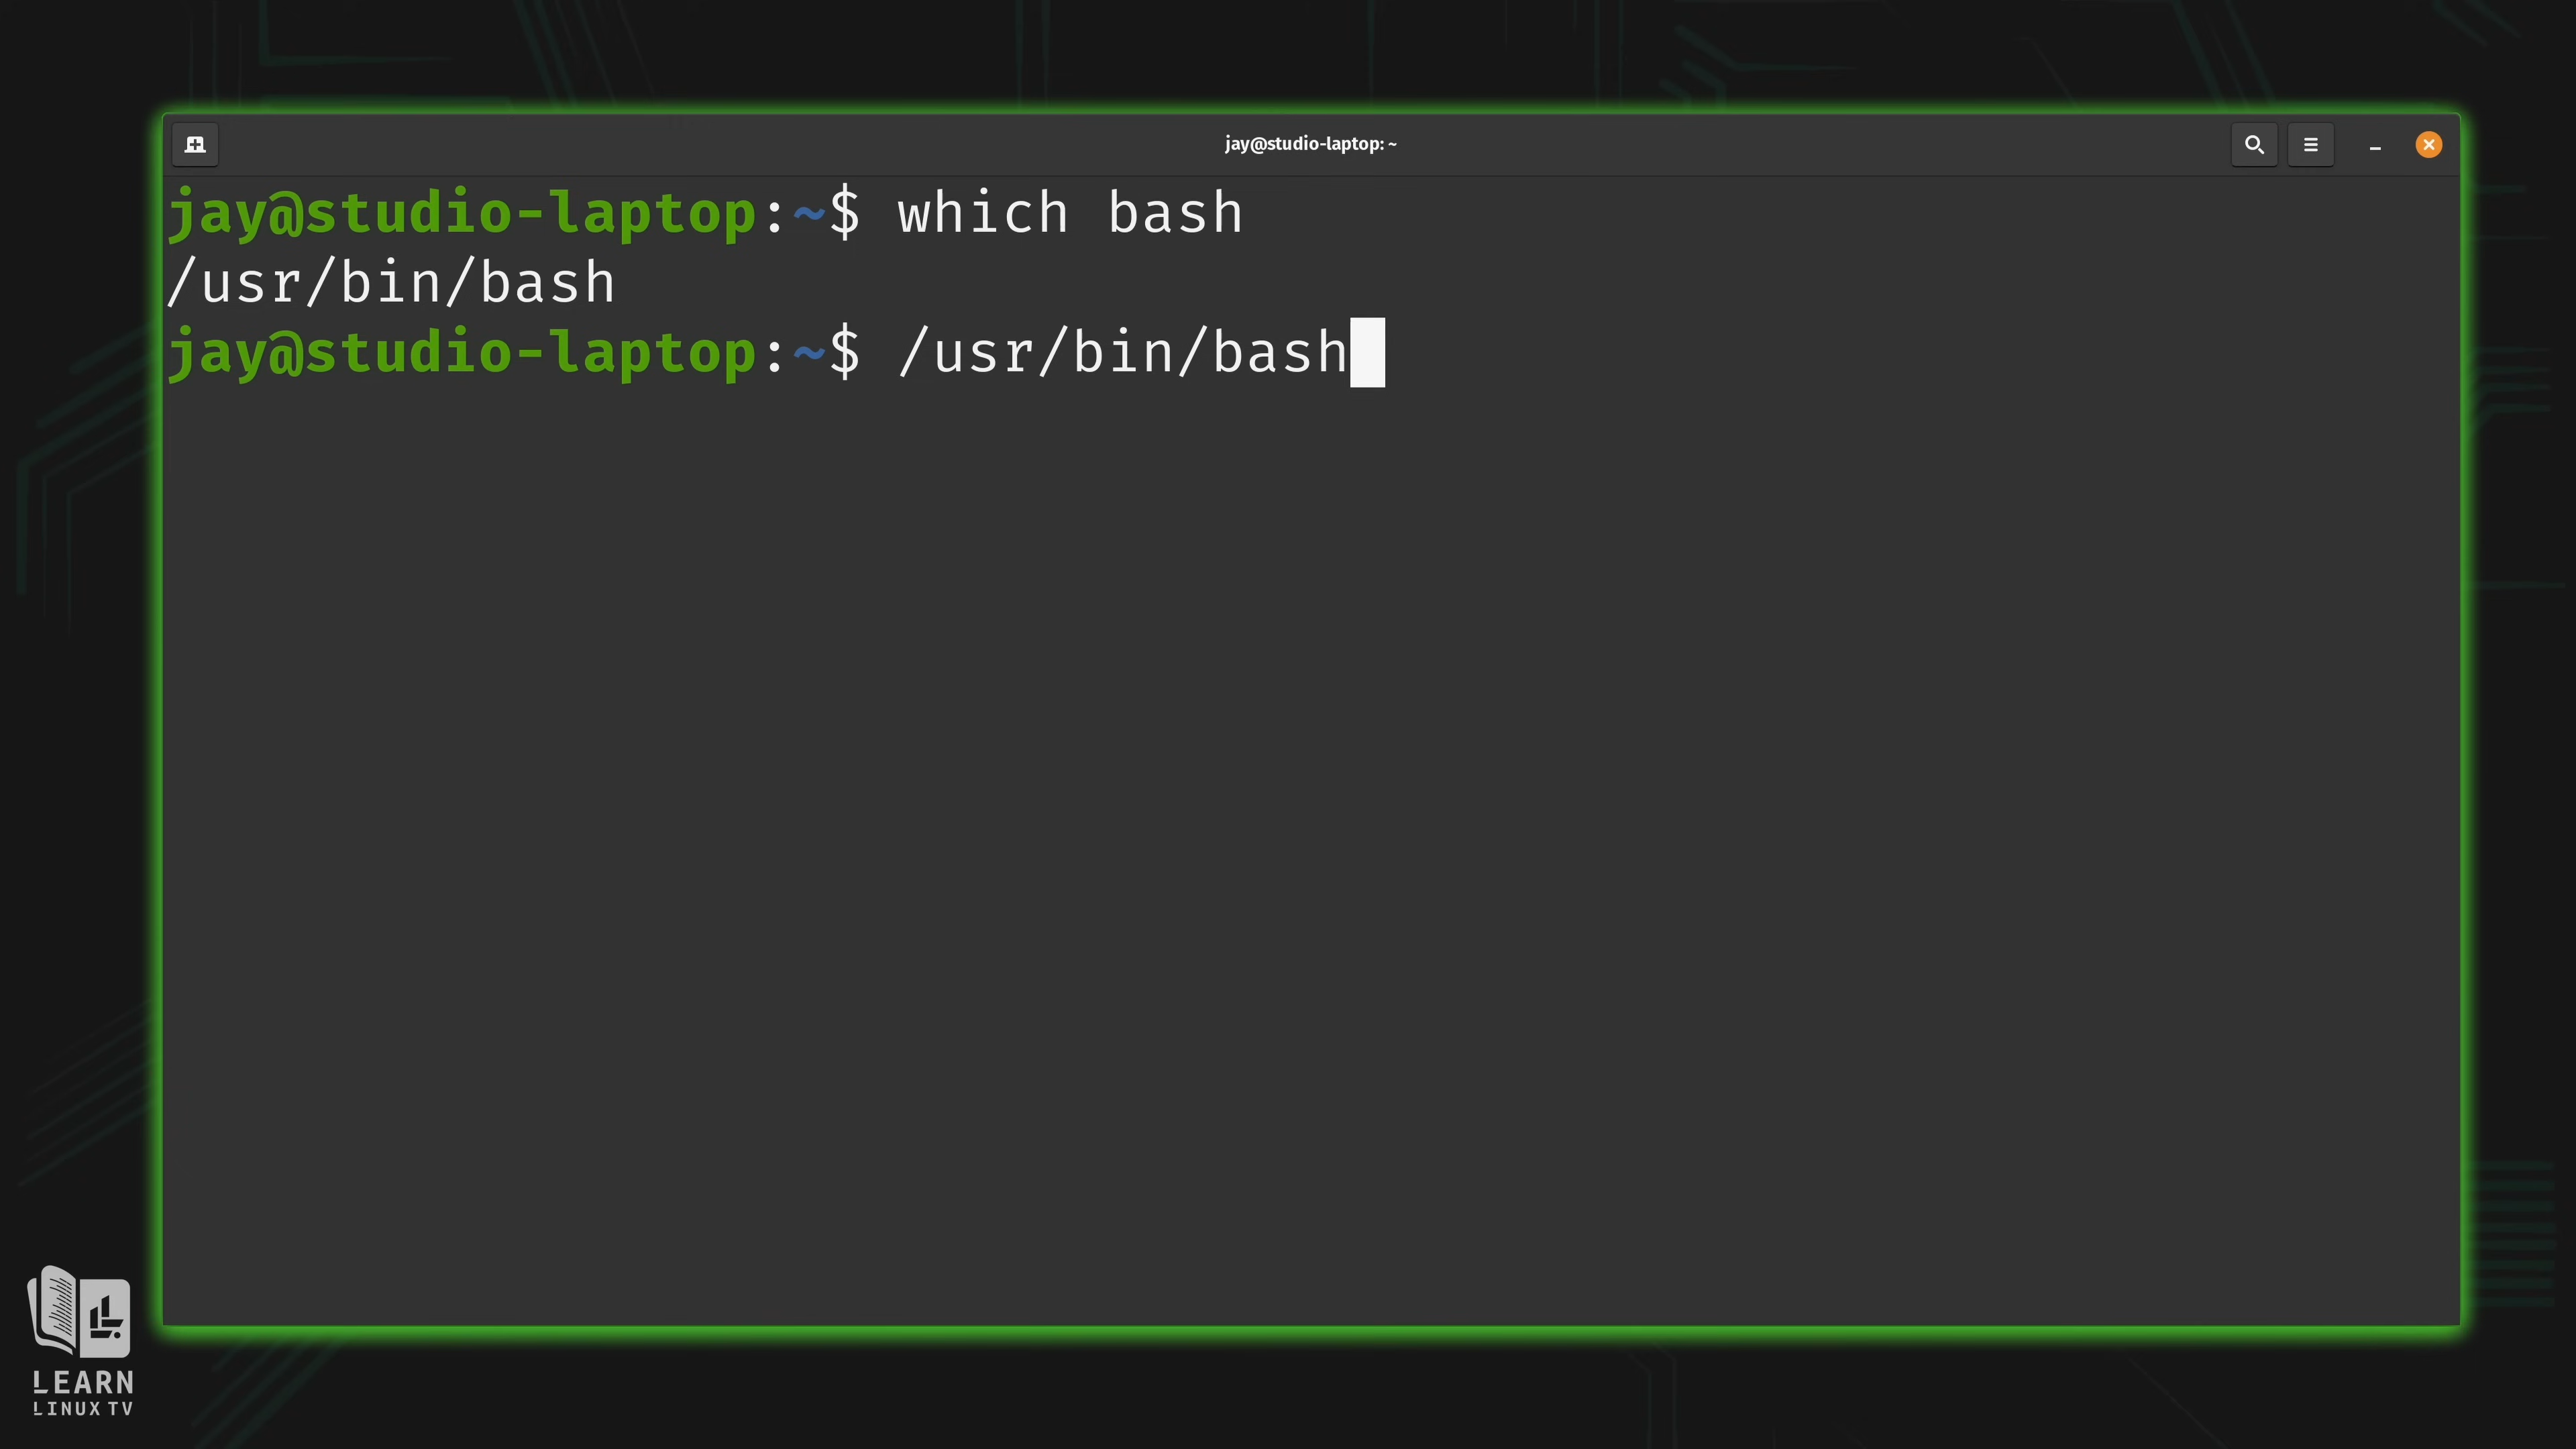 jay@studio-laptop: ~
jay@studio-laptop:~$ which bash
/usr/bin/bash
jay@studio-laptop:~$ /usr/bin/bash
LEARN
LINUX TV